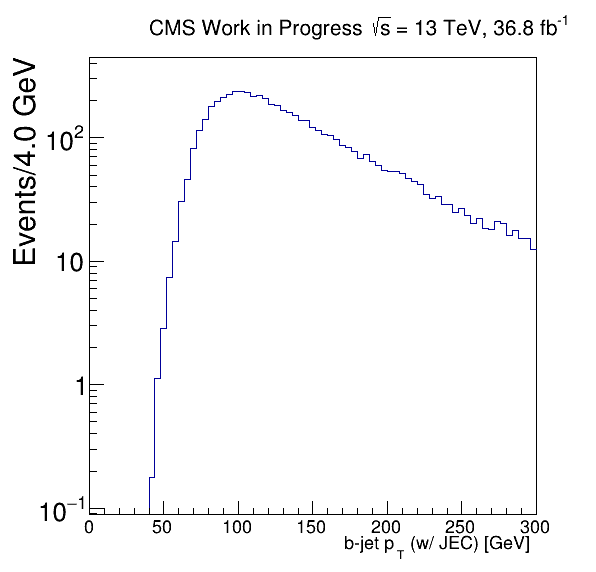 CMS Work in Progress √s = 13 TeV, 36.8 fb⁻¹
Events/4.0 GeV
10²
10
1
10⁻¹
0 50 100 150 200 250 300
b-jet p_T (w/ JEC) [GeV]